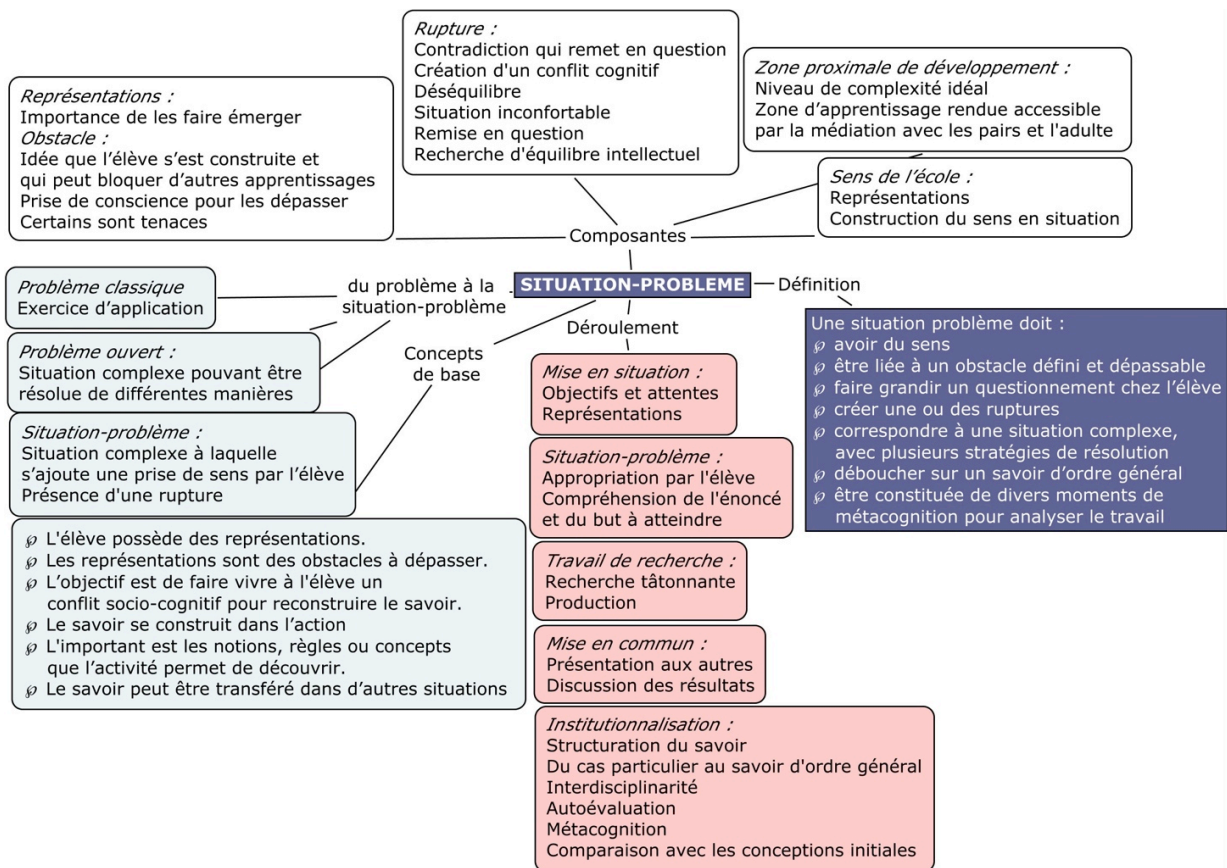 Rupture :
Contradiction qui remet en question
Création d'un conflit cognitif
Déséquilibre
Situation inconfortable
Remise en question
Recherche d'équilibre intellectuel
Zone proximale de développement :
Niveau de complexité idéal
Zone d’apprentissage rendue accessible
par la médiation avec les pairs et l'adulte
Représentations :
Importance de les faire émerger
Obstacle :
Idée que l’élève s’est construite et
qui peut bloquer d’autres apprentissages
Prise de conscience pour les dépasser
Certains sont tenaces
Sens de l’école :
Représentations
Construction du sens en situation
Composantes
SITUATION-PROBLEME
Définition
du problème à la
situation-problème
Problème classique
Exercice d’application
Problème ouvert :
Situation complexe pouvant être
résolue de différentes manières
Situation-problème :
Situation complexe à laquelle
s’ajoute une prise de sens par l’élève
Présence d'une rupture
Concepts
de base
℘ L'élève possède des représentations.
℘ Les représentations sont des obstacles à dépasser.
℘ L’objectif est de faire vivre à l'élève un
conflit socio-cognitif pour reconstruire le savoir.
℘ Le savoir se construit dans l’action
℘ L'important est les notions, règles ou concepts
que l’activité permet de découvrir.
℘ Le savoir peut être transféré dans d’autres situations
Déroulement
Mise en situation :
Objectifs et attentes
Représentations
Situation-problème :
Appropriation par l'élève
Compréhension de l'énoncé
et du but à atteindre
Travail de recherche :
Recherche tâtonnante
Production
Mise en commun :
Présentation aux autres
Discussion des résultats
Institutionnalisation :
Structuration du savoir
Du cas particulier au savoir d'ordre général
Interdisciplinarité
Autoévaluation
Métacognition
Comparaison avec les conceptions initiales
Une situation problème doit :
℘ avoir du sens
℘ être liée à un obstacle défini et dépassable
℘ faire grandir un questionnement chez l’élève
℘ créer une ou des ruptures
℘ correspondre à une situation complexe,
avec plusieurs stratégies de résolution
℘ déboucher sur un savoir d’ordre général
℘ être constituée de divers moments de
métacognition pour analyser le travail